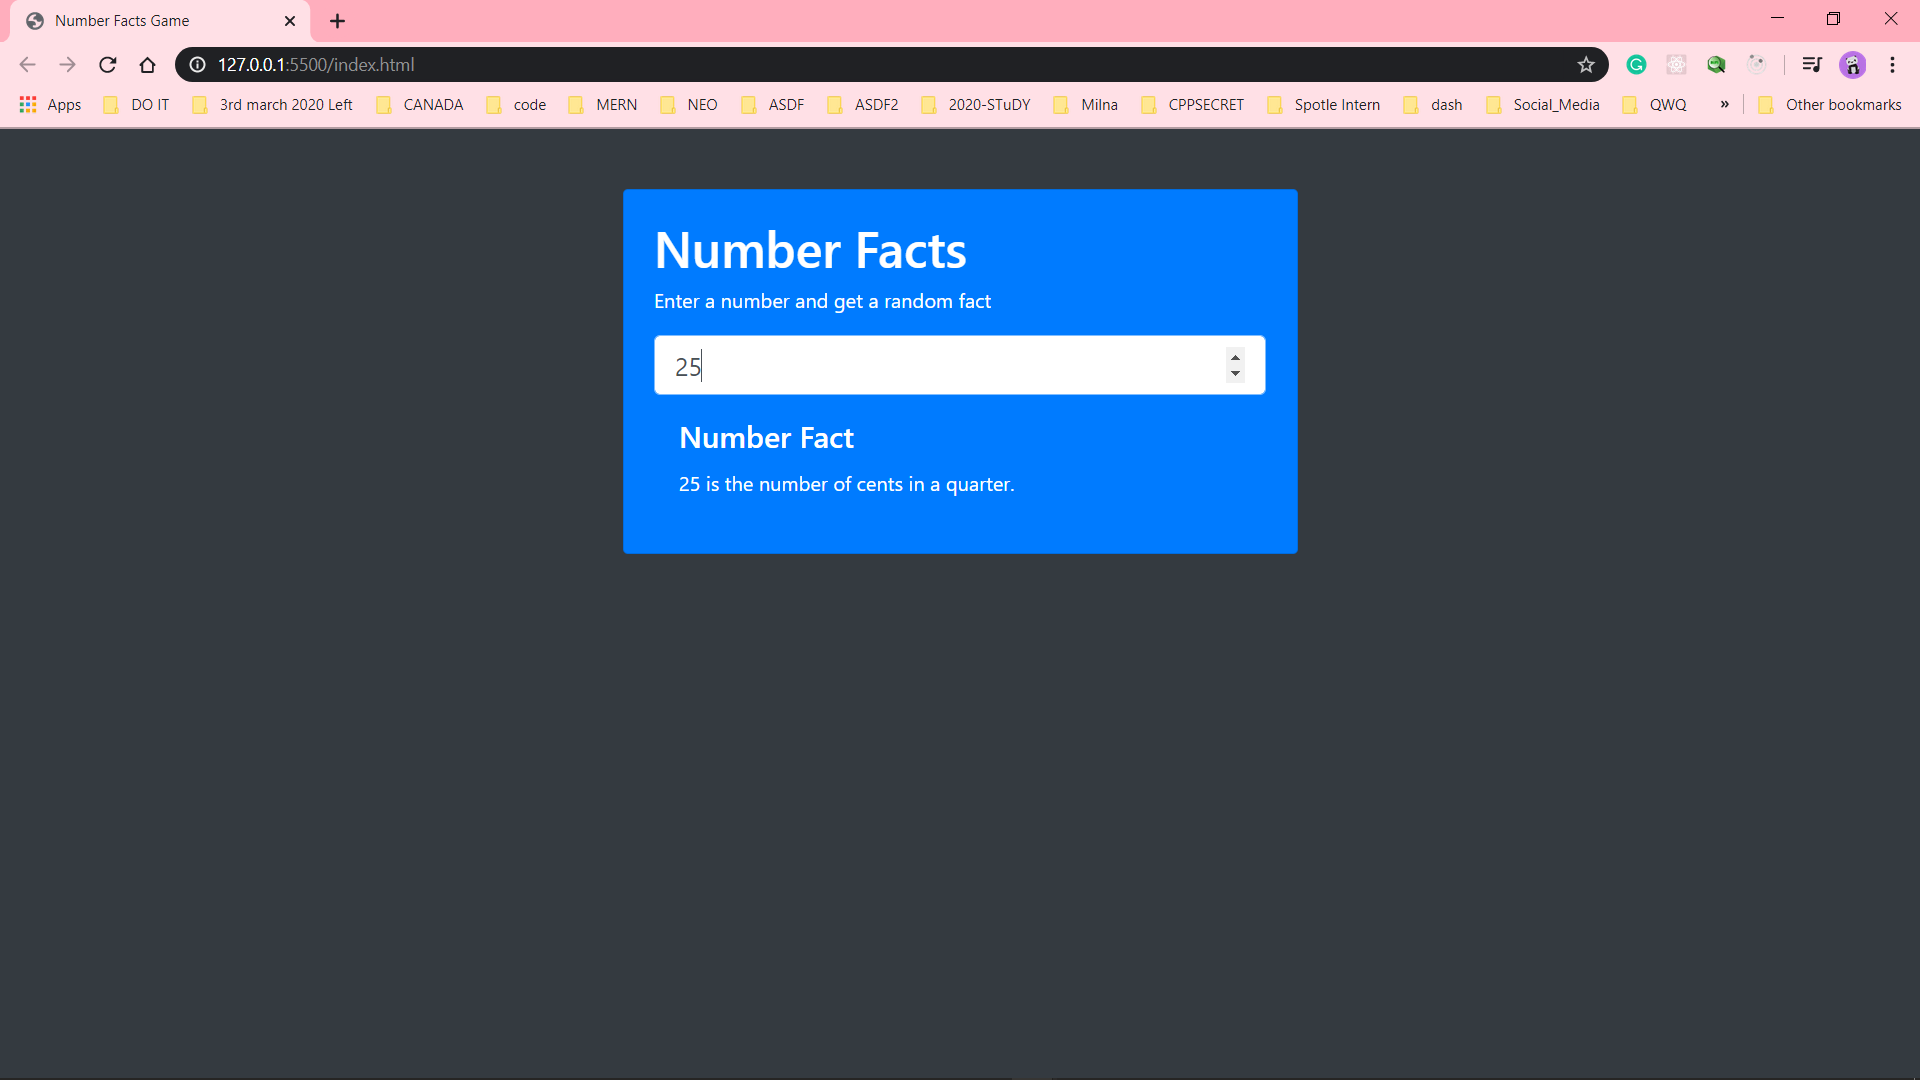 Number Facts Game
127.0.0.1:5500/index.html
Apps DO IT 3rd march 2020 Left CANADA code MERN NEO ASDF ASDF2 2020-STuDY Milna CPPSECRET Spotle Intern dash Social_Media QWQ » Other bookmarks
Number Facts
Enter a number and get a random fact
25
Number Fact
25 is the number of cents in a quarter.